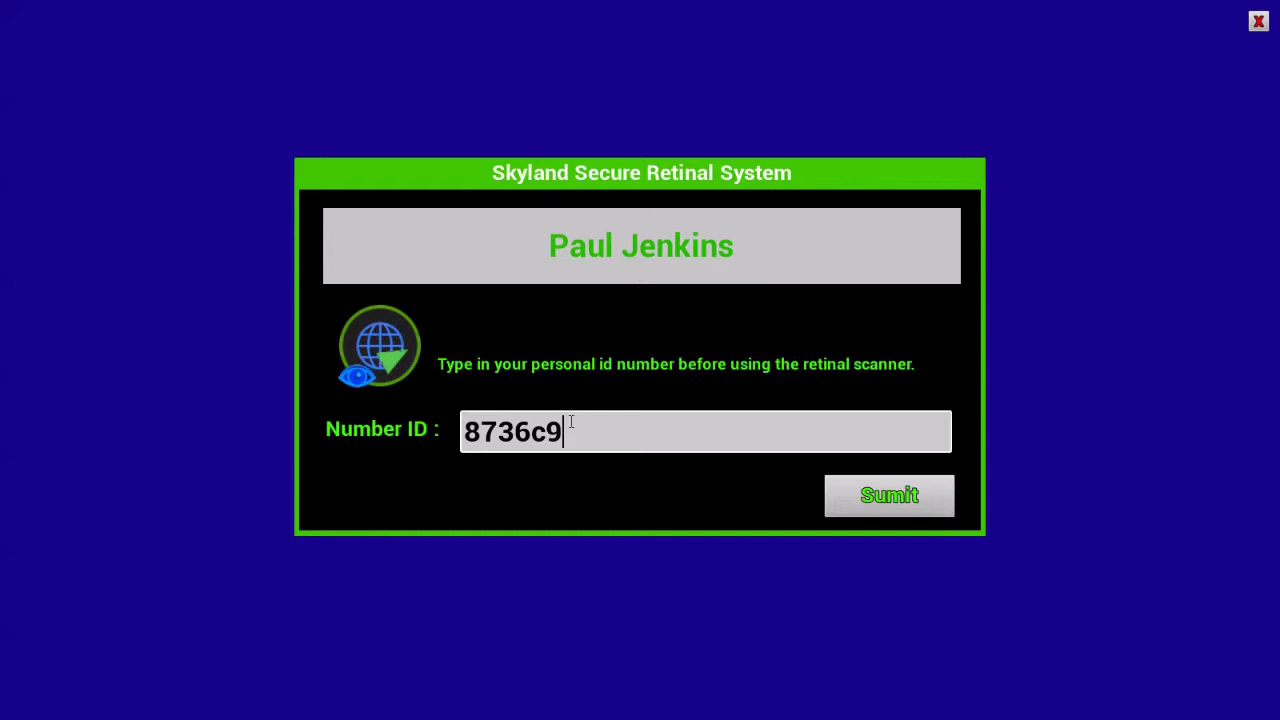 X
Skyland Secure Retinal System
Paul Jenkins
Type in your personal id number before using the retinal scanner.
Number ID : 8736c9
Sumit